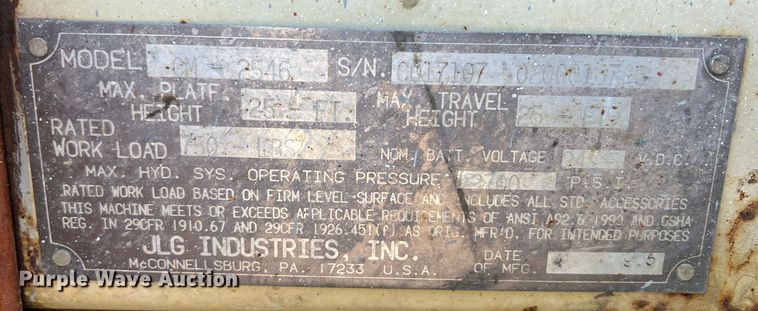 MODEL CM - 2546 S/N. 0017107
MAX. PLATF. HEIGHT 25 - FT. MAX. TRAVEL HEIGHT 25 - FT.
RATED WORK LOAD LBS. NOM. BATT. VOLTAGE V.D.C.
MAX. HYD. SYS. OPERATING PRESSURE P.S.I.
RATED WORK LOAD BASED ON FIRM LEVEL SURFACE AND INCLUDES ALL STD. ACCESSORIES
THIS MACHINE MEETS OR EXCEEDS APPLICABLE REQUIREMENTS OF ANSI A92.6.1990 AND OSHA
REG. IN 29CFR 1910.67 AND 29CFR 1926.451(f) AS ORIG. MFR'D. FOR INTENDED PURPOSES
JLG INDUSTRIES, INC.
McCONNELLSBURG, PA. 17233 U.S.A.
DATE OF MFG.
Purple Wave Auction